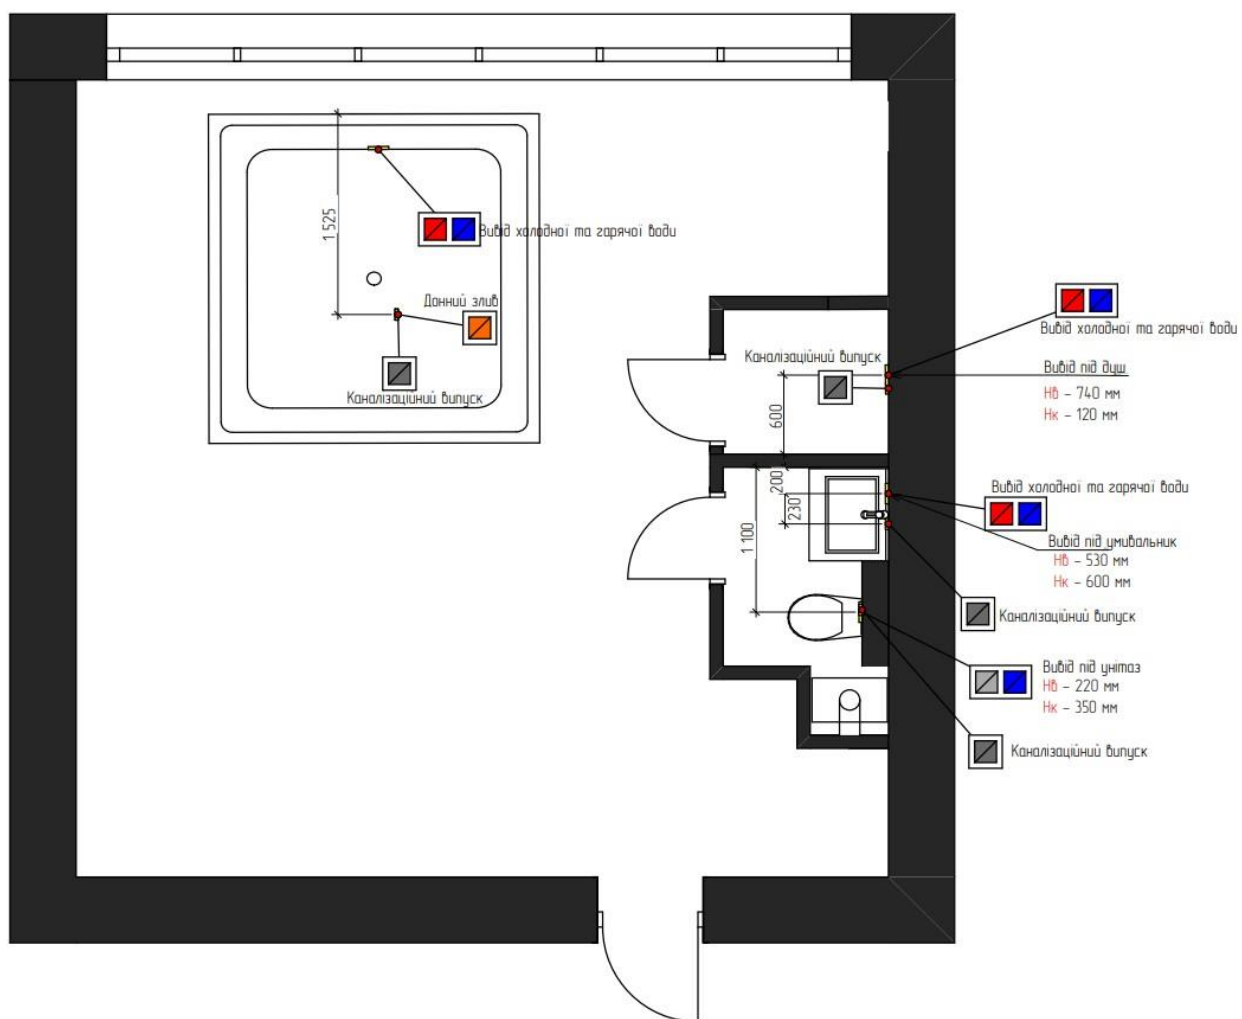 1 525
Вивід холодної та гарячої води
Донний злив
Каналізаційний випуск
Вивід холодної та гарячої води
Каналізаційний випуск
Вивід під душ
Нв - 740 мм
Нк - 120 мм
600
200
230
1 100
Вивід холодної та гарячої води
Вивід під умивальник
Нв - 530 мм
Нк - 600 мм
Каналізаційний випуск
Вивід під унітаз
Нв - 220 мм
Нк - 350 мм
Каналізаційний випуск